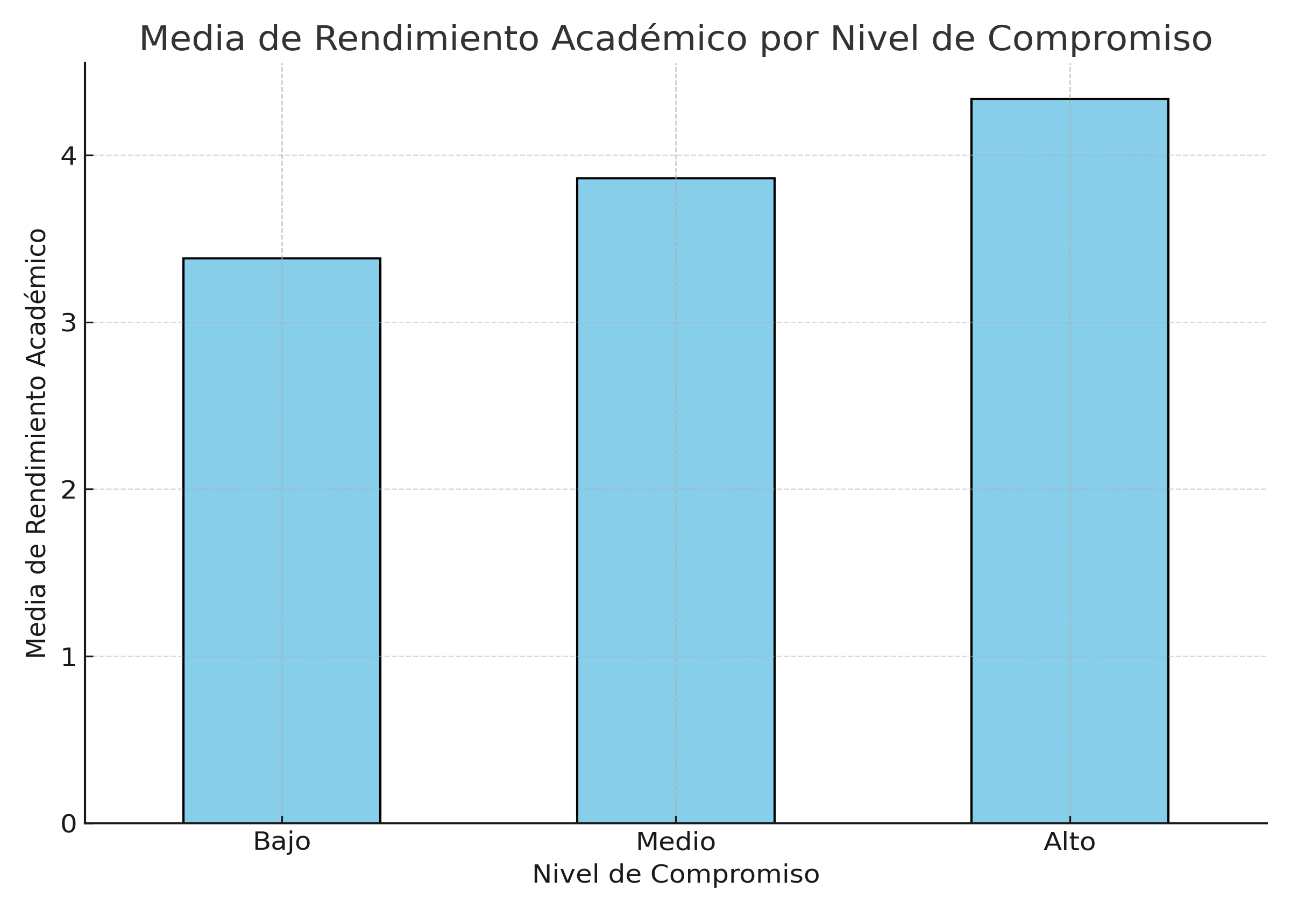 Media de Rendimiento Académico por Nivel de Compromiso
Media de Rendimiento Académico
4
3
2
1
0
Bajo
Medio
Alto
Nivel de Compromiso